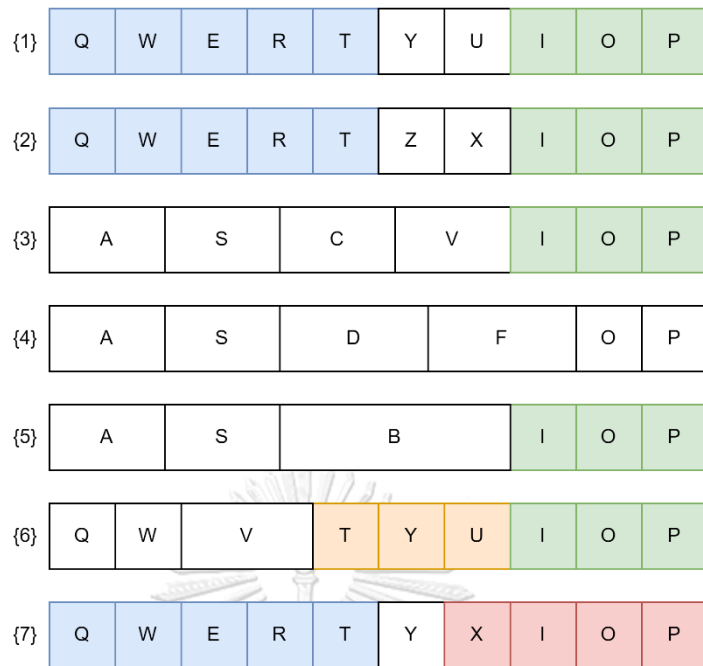 {1} Q W E R T Y U I O P
{2} Q W E R T Z X I O P
{3} A S C V I O P
{4} A S D F O P
{5} A S B I O P
{6} Q W V T Y U I O P
{7} Q W E R T Y X I O P